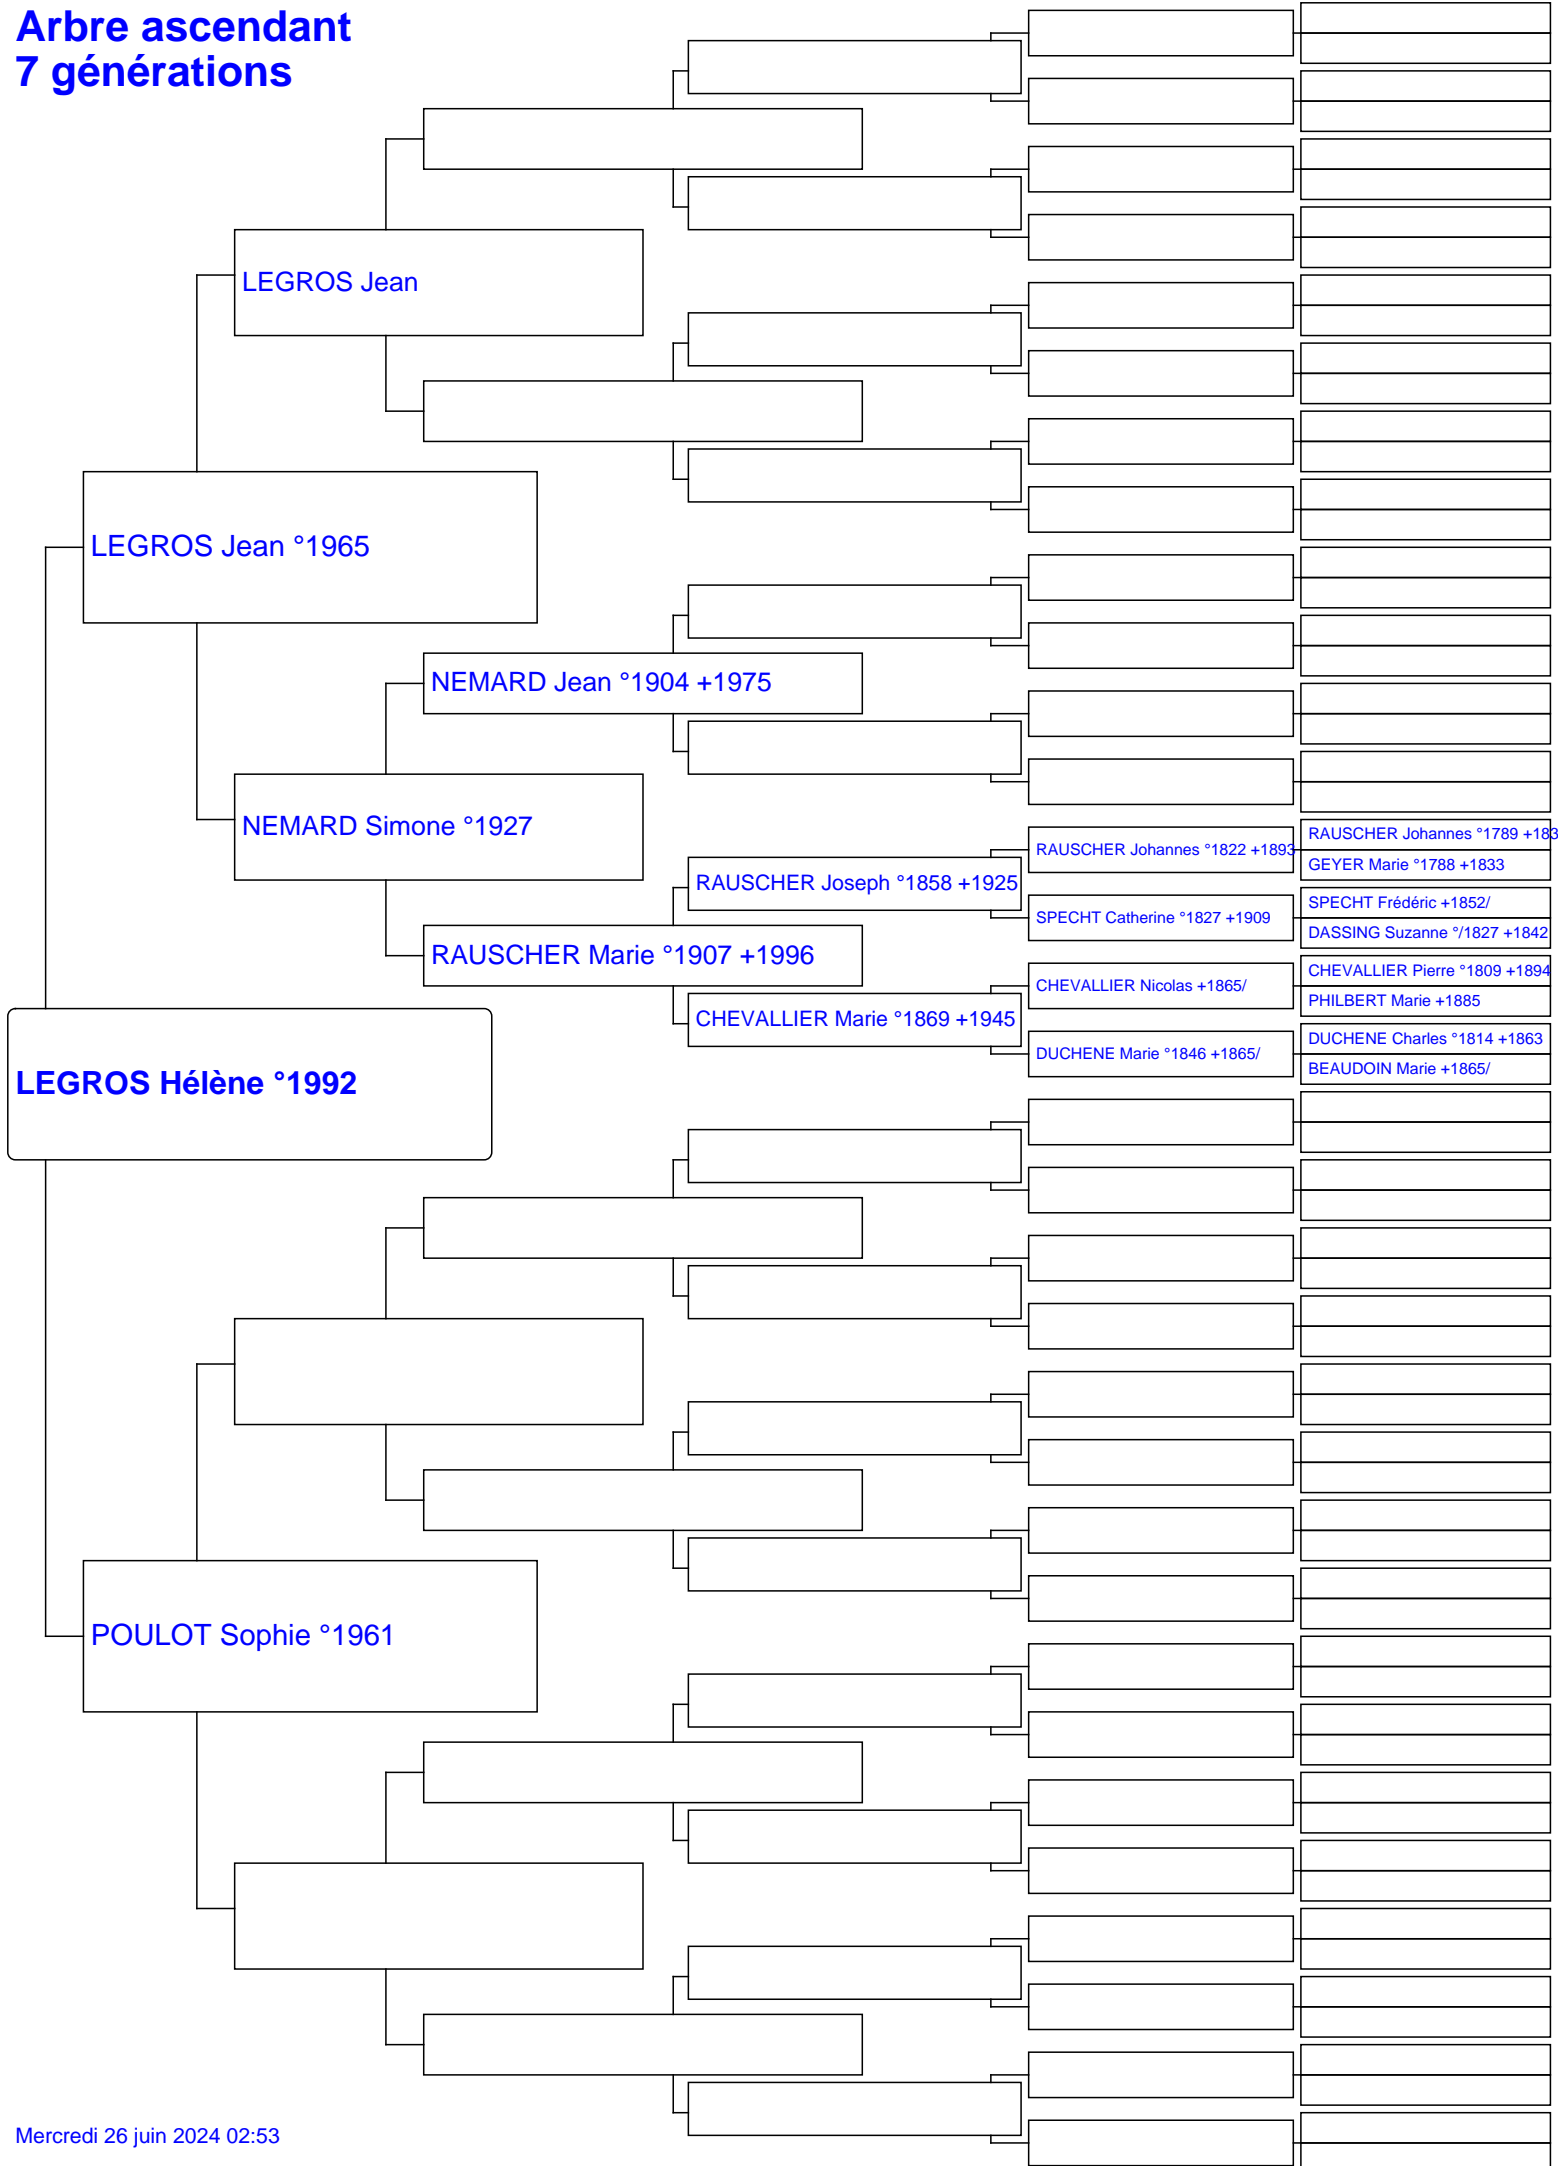 Arbre ascendant
7 générations
LEGROS Jean
LEGROS Jean °1965
NEMARD Jean °1904 +1975
NEMARD Simone °1927
RAUSCHER Johannes °1789 +183
RAUSCHER Johannes °1822 +1893
GEYER Marie °1788 +1833
RAUSCHER Joseph °1858 +1925
SPECHT Frédéric +1852/
SPECHT Catherine °1827 +1909
DASSING Suzanne °/1827 +1842
RAUSCHER Marie °1907 +1996
CHEVALLIER Pierre °1809 +1894
CHEVALLIER Nicolas +1865/
PHILBERT Marie +1885
CHEVALLIER Marie °1869 +1945
DUCHENE Charles °1814 +1863
DUCHENE Marie °1846 +1865/
BEAUDOIN Marie +1865/
LEGROS Hélène °1992
POULOT Sophie °1961
Mercredi 26 juin 2024 02:53